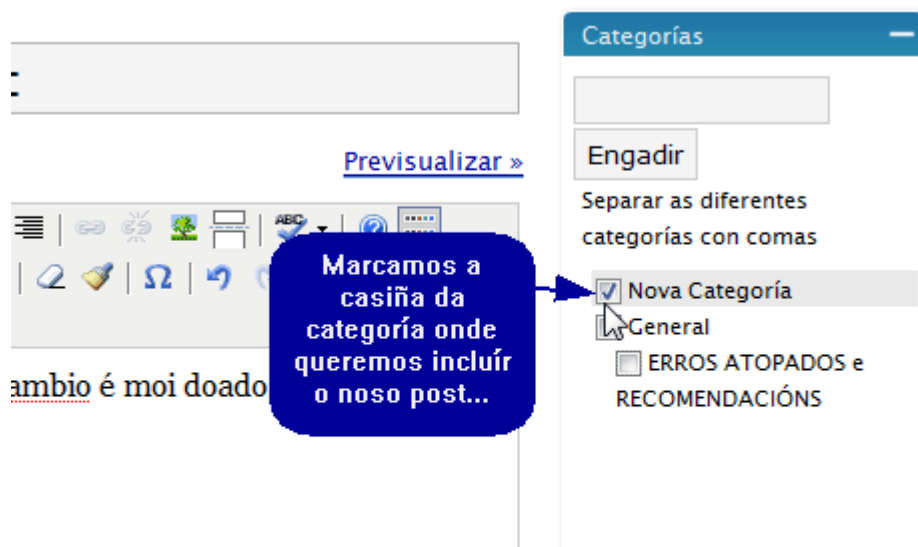 Categorías
Previsualizar »
Engadir
Separar as diferentes
categorías con comas
ABC
Marcamos a
casiña da
categoría onde
queremos incluír
o noso post...
Nova Categoría
General
ERROS ATOPADOS e
RECOMENDACIÓNS
ambio é moi doado